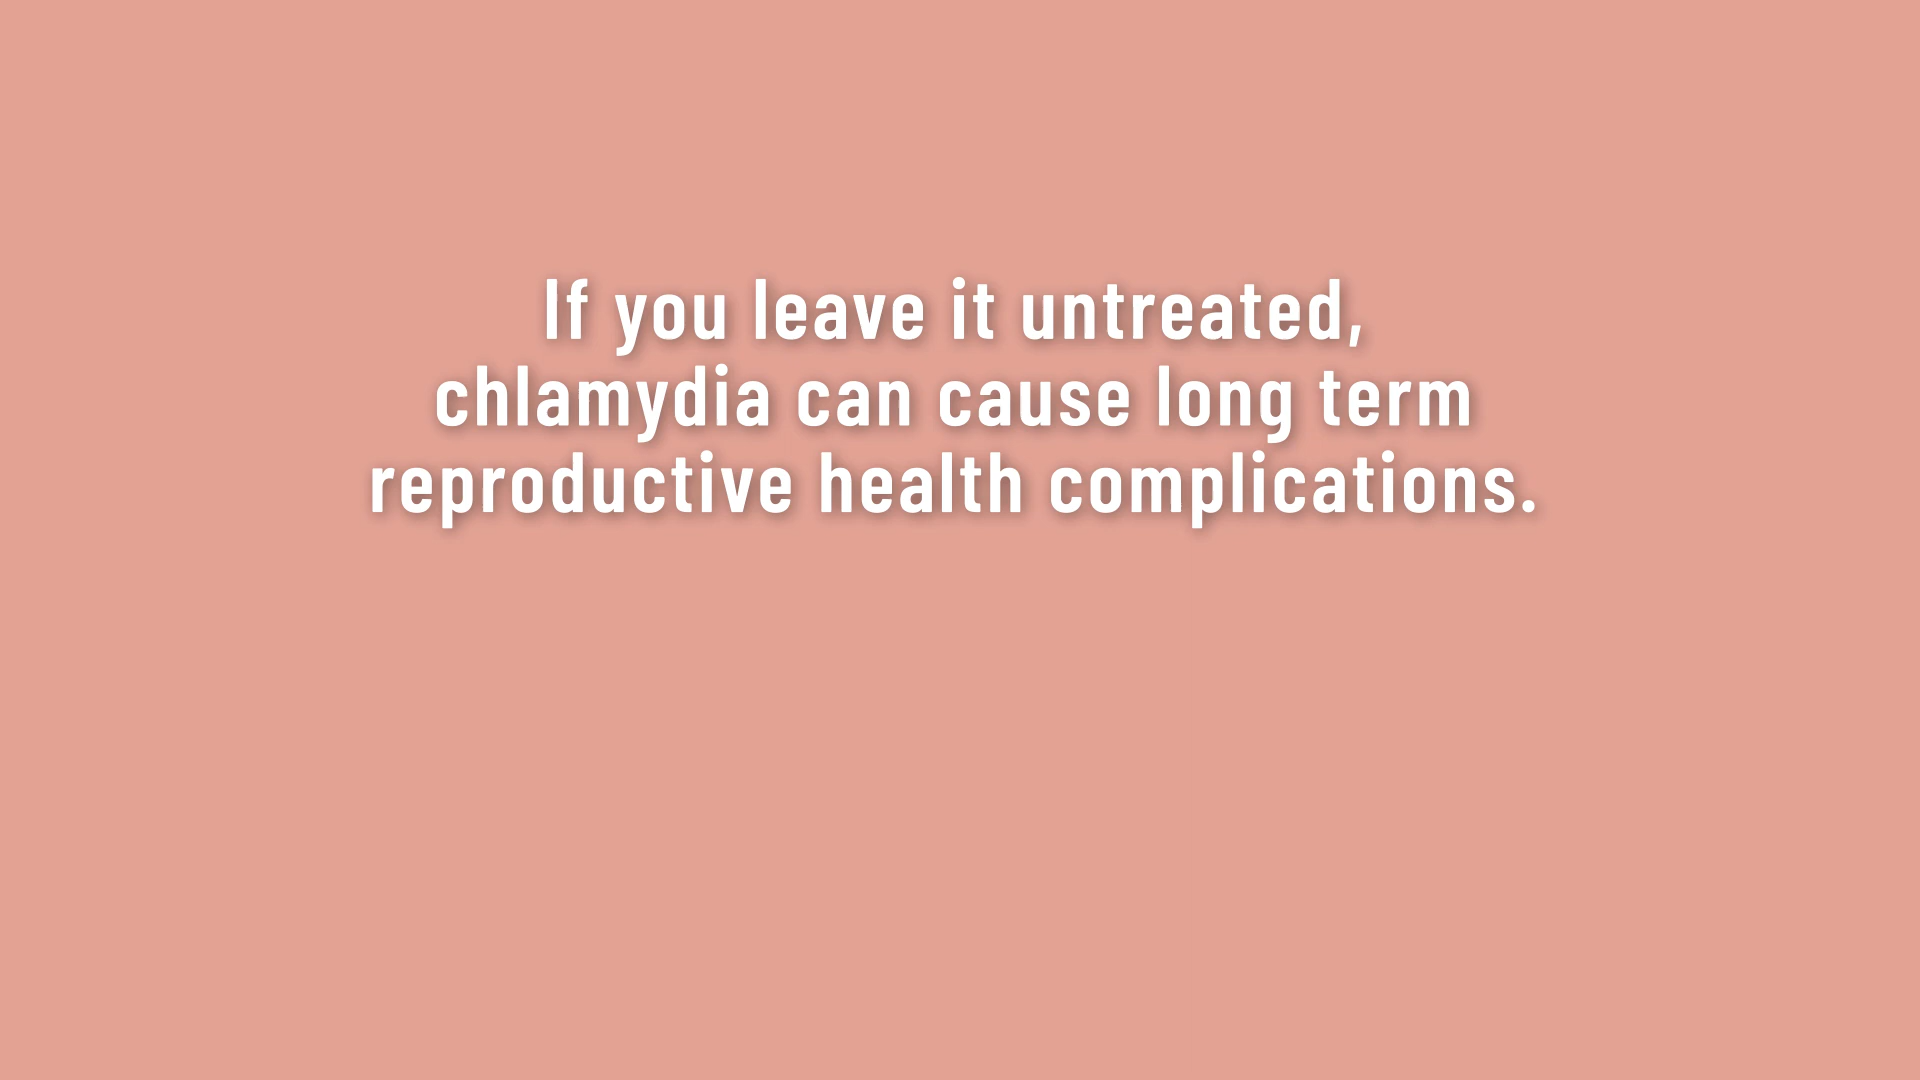 If you leave it untreated,
chlamydia can cause long term
reproductive health complications.